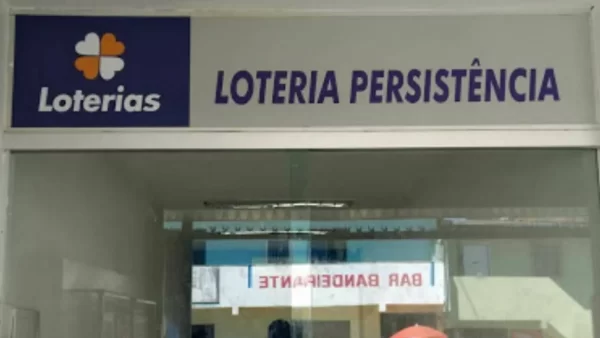 Loterias
LOTERIA PERSISTÊNCIA
BAR BANDEIRANTE